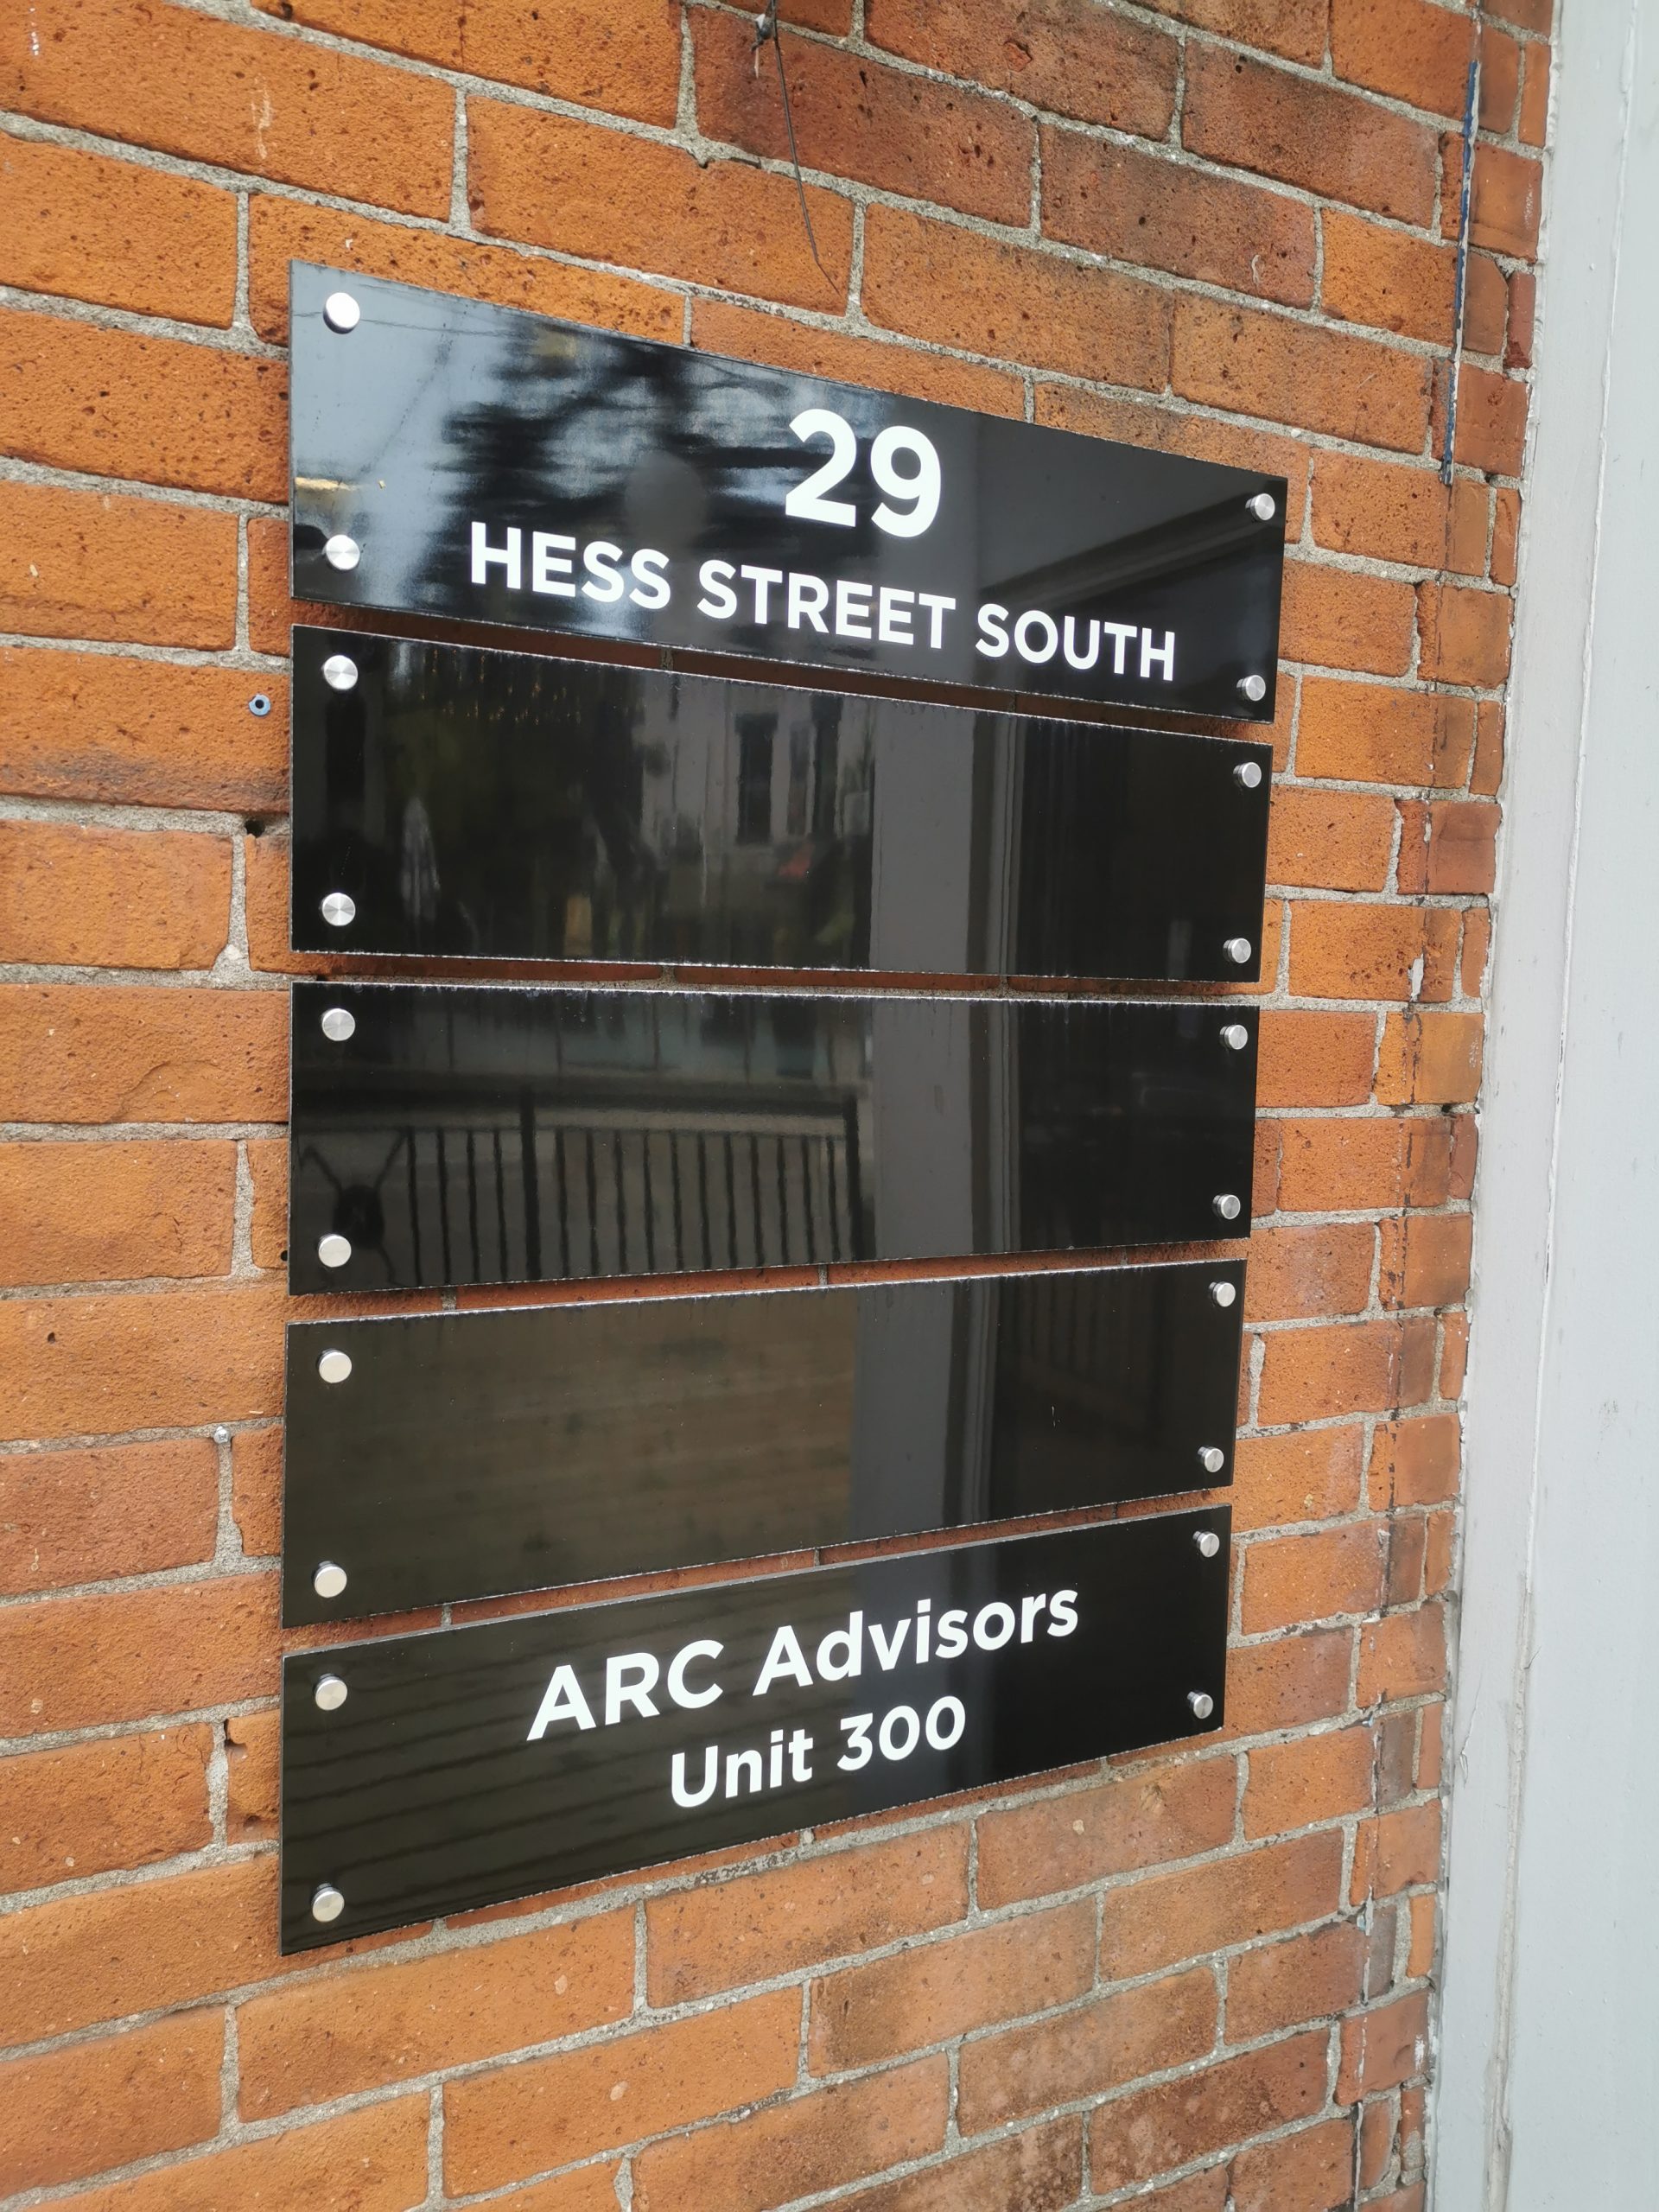 29
HESS STREET SOUTH
ARC Advisors
Unit 300